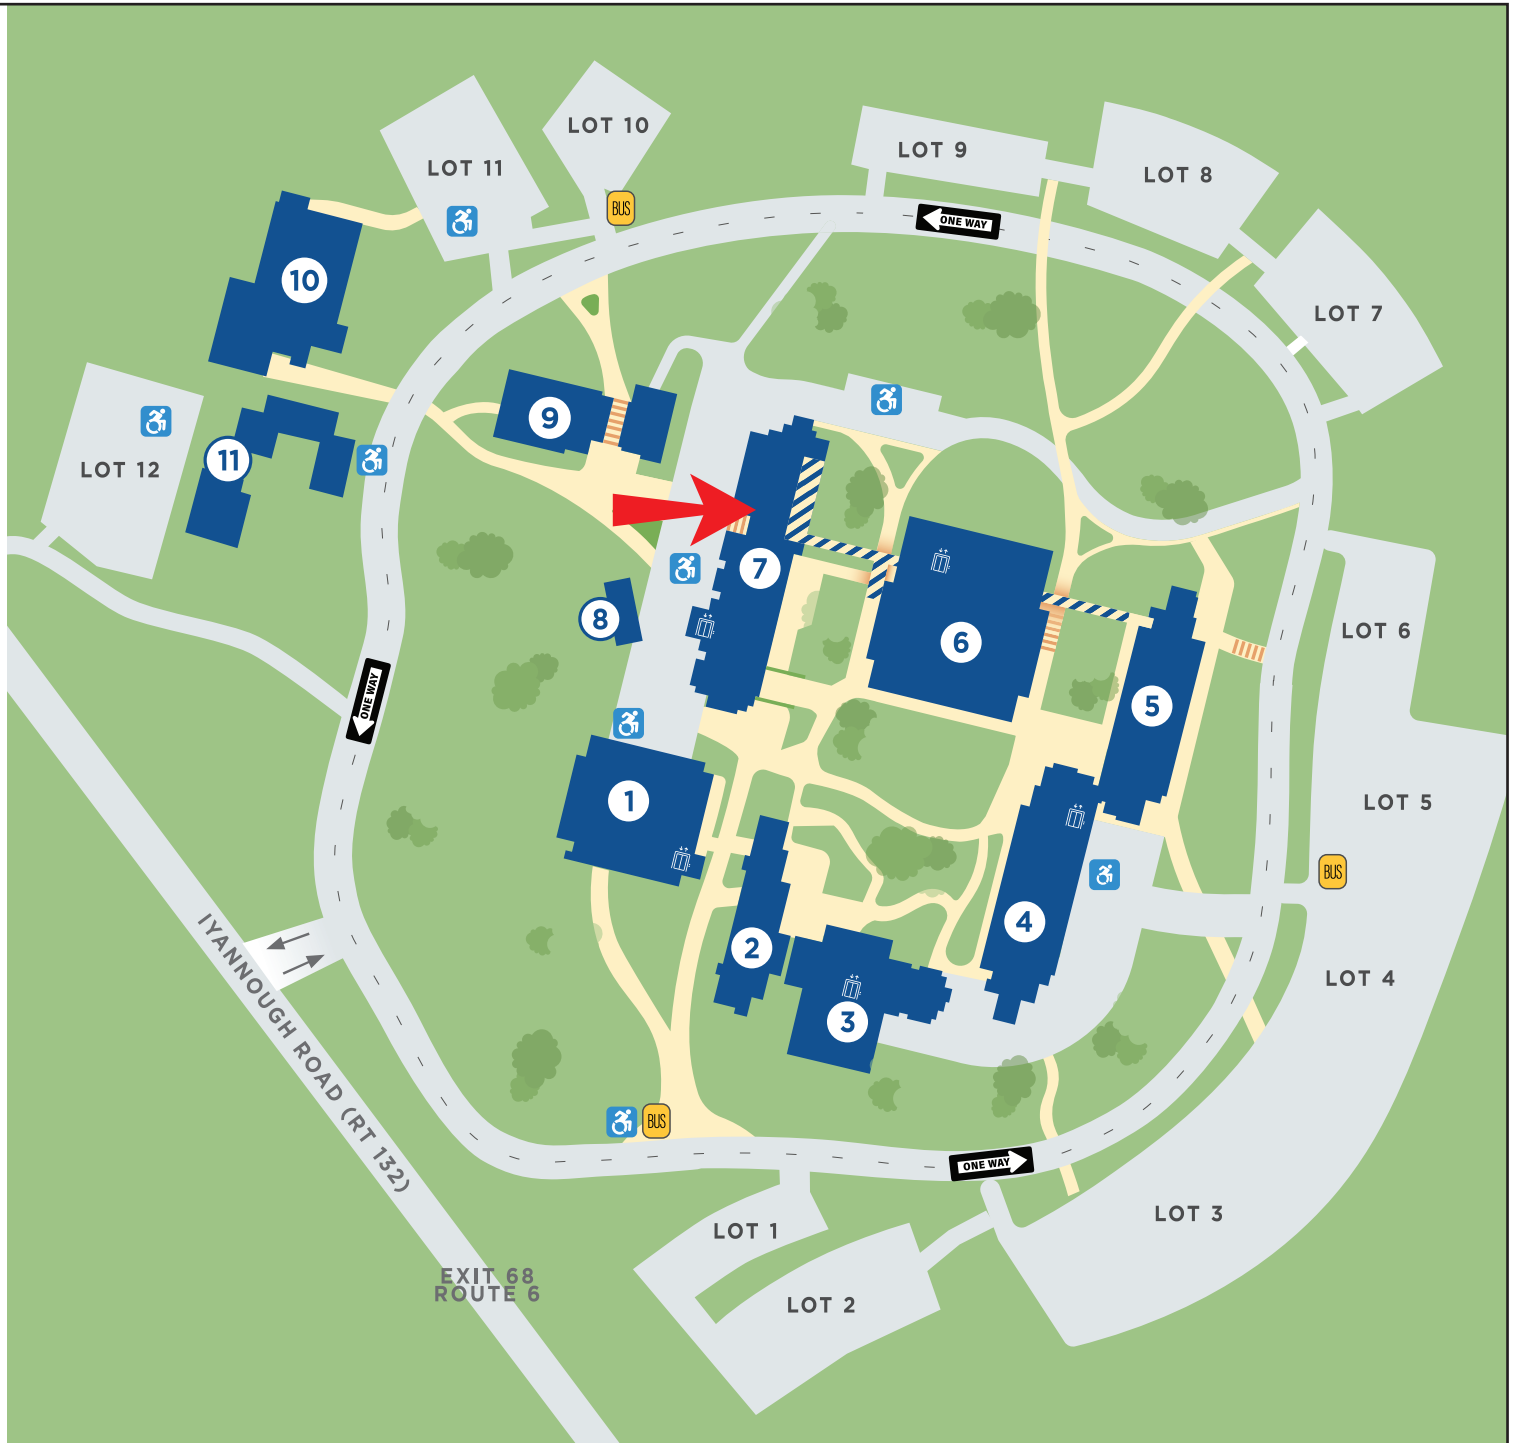 LOT 10
LOT 9
LOT 11
LOT 8
BUS
ONE WAY
10
LOT 7
9
11
LOT 12
7
8
6
LOT 6
5
ONE WAY
1
LOT 5
BUS
4
2
LOT 4
3
IYANNOUGH ROAD (RT 132)
BUS
ONE WAY
LOT 3
LOT 1
EXIT 68
ROUTE 6
LOT 2